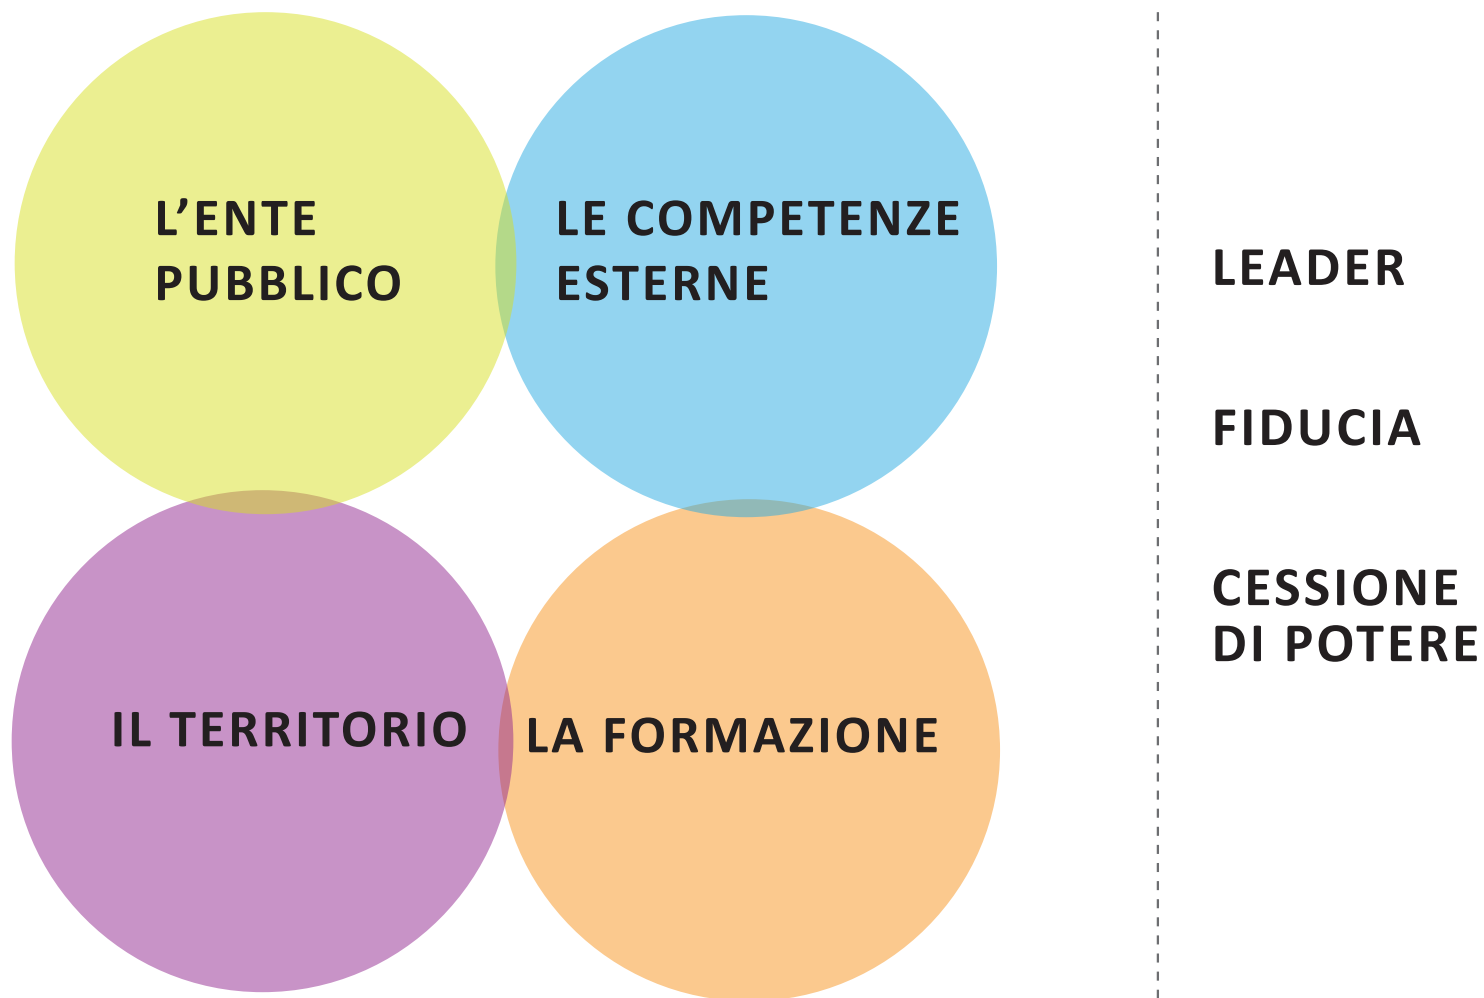 L’ENTE
PUBBLICO
LE COMPETENZE
ESTERNE
IL TERRITORIO
LA FORMAZIONE
LEADER
FIDUCIA
CESSIONE
DI POTERE